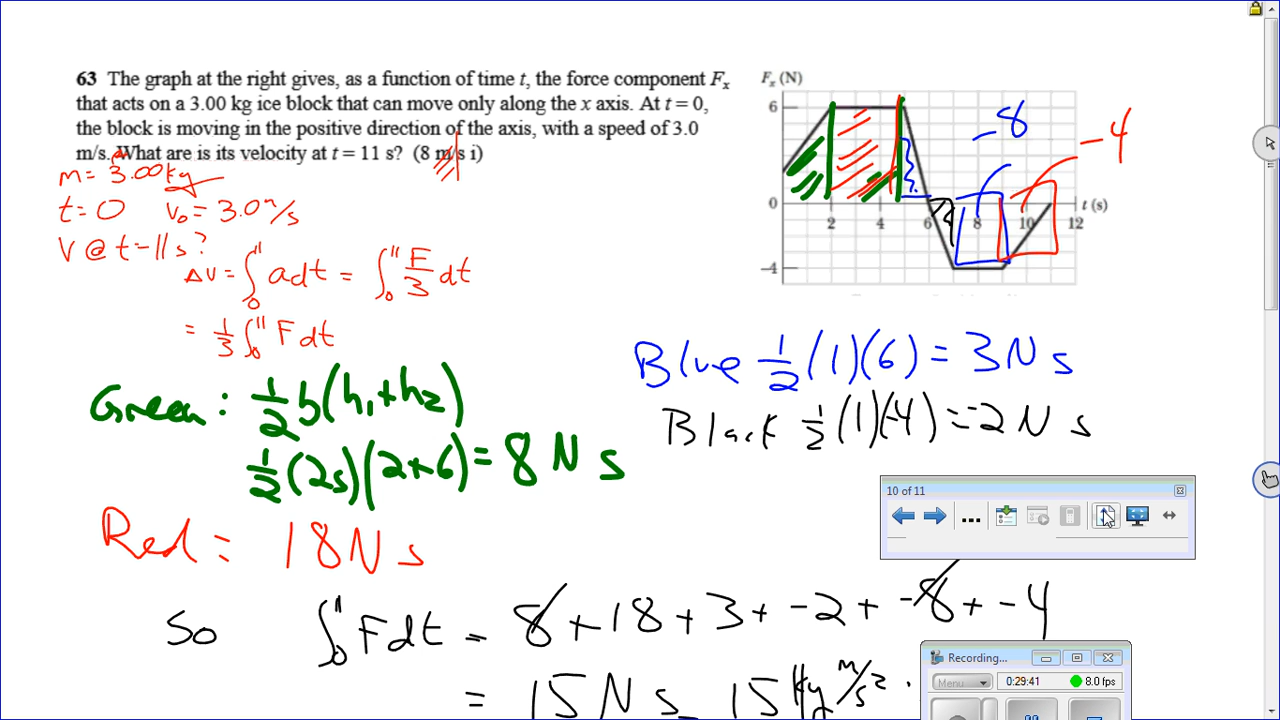 63 The graph at the right gives, as a function of time t, the force component Fx
that acts on a 3.00 kg ice block that can move only along the x axis. At t = 0,
the block is moving in the positive direction of the axis, with a speed of 3.0
m/s. What are is its velocity at t = 11 s? (8 m/s i)
Fx (N)
6
0
-4
2
4
6
8
10
12
t (s)
-8
-4
m = 3.00 kg
t = 0 v₀ = 3.0 m/s
V @ t - 11 s?
ΔV = ∫₀¹¹ a dt = ∫₀¹¹ F/3 dt
= 1/3 ∫₀¹¹ F dt
Green: 1/2 b(h₁+h₂)
1/2 (2s)(2+6) = 8 N s
Red = 18 N s
Blue 1/2 (1)(6) = 3 N s
Black 1/2 (1)(-4) = -2 N s
10 of 11
So ∫₀¹¹ F dt = 8 + 18 + 3 + -2 + -8 + -4
= 15 N s = 15 kg m/s² ·
Recording...
Menu
0:29:41
8.0 fps